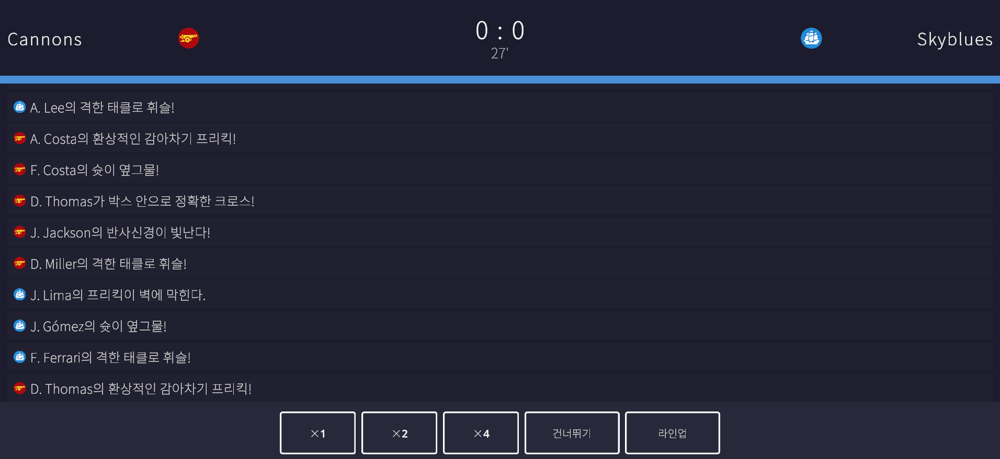 Cannons
0 : 0
27'
Skyblues
A. Lee의 격한 태클로 휘슬!
A. Costa의 환상적인 감아차기 프리킥!
F. Costa의 슛이 옆그물!
D. Thomas가 박스 안으로 정확한 크로스!
J. Jackson의 반사신경이 빛난다!
D. Miller의 격한 태클로 휘슬!
J. Lima의 프리킥이 벽에 막힌다.
J. Gómez의 슛이 옆그물!
F. Ferrari의 격한 태클로 휘슬!
D. Thomas의 환상적인 감아차기 프리킥!
×1
×2
×4
건너뛰기
라인업